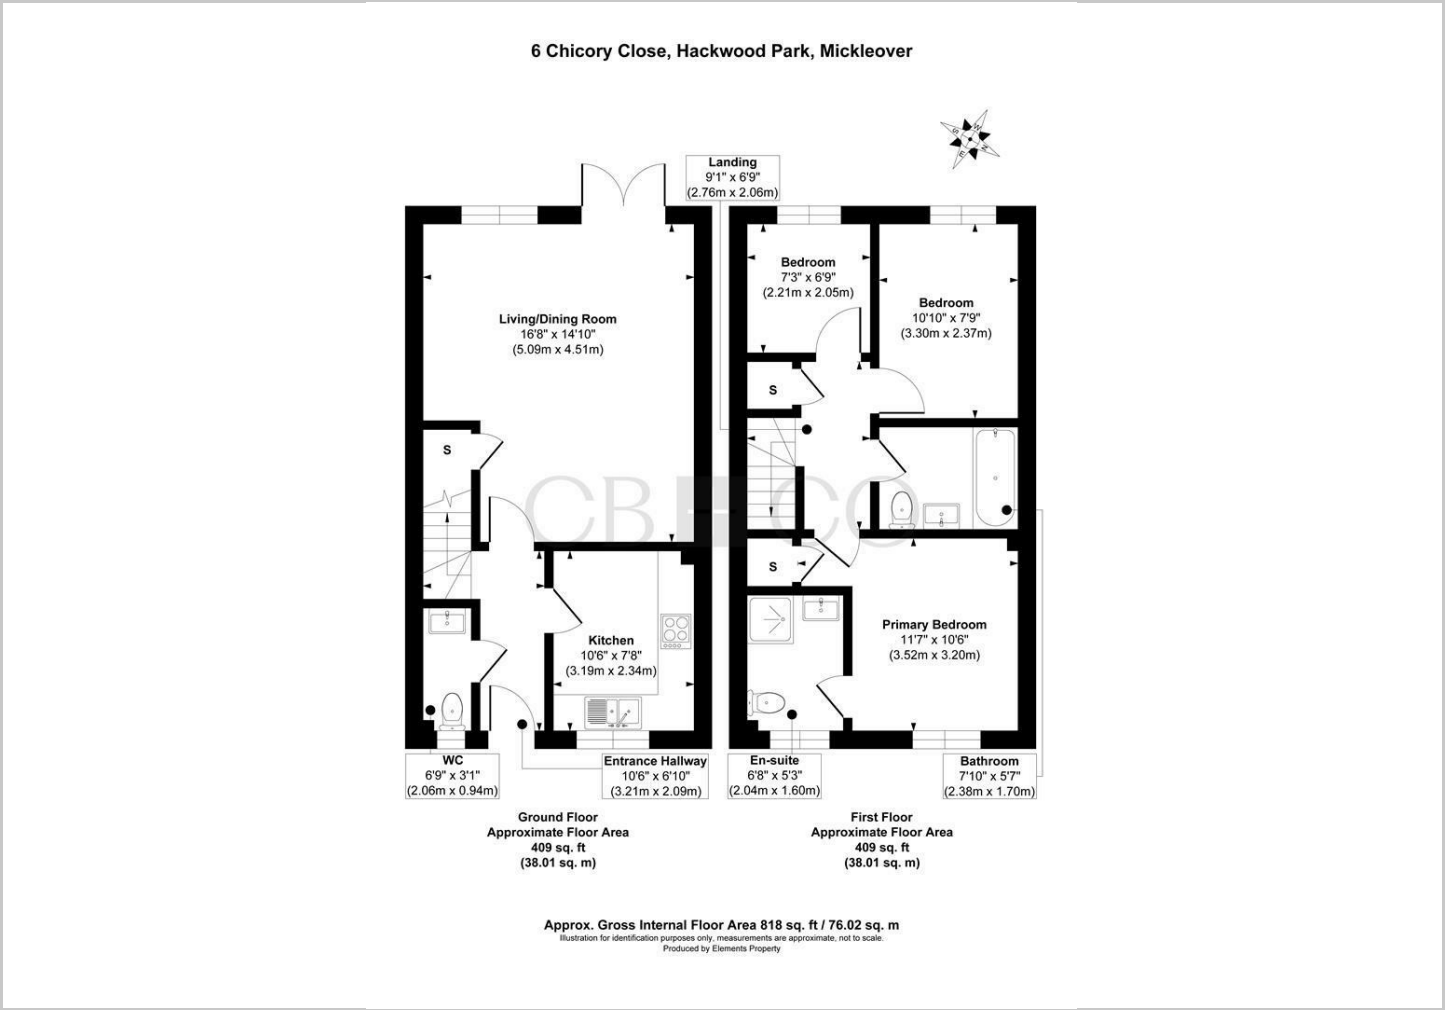 6 Chicory Close, Hackwood Park, Mickleover
W
S
N
E
Landing
9'1" x 6'9"
(2.76m x 2.06m)
Living/Dining Room
16'8" x 14'10"
(5.09m x 4.51m)
S
Kitchen
10'6" x 7'8"
(3.19m x 2.34m)
WC
6'9" x 3'1"
(2.06m x 0.94m)
Entrance Hallway
10'6" x 6'10"
(3.21m x 2.09m)
Bedroom
7'3" x 6'9"
(2.21m x 2.05m)
Bedroom
10'10" x 7'9"
(3.30m x 2.37m)
S
S
Primary Bedroom
11'7" x 10'6"
(3.52m x 3.20m)
En-suite
6'8" x 5'3"
(2.04m x 1.60m)
Bathroom
7'10" x 5'7"
(2.38m x 1.70m)
CB CO
Ground Floor
Approximate Floor Area
409 sq. ft
(38.01 sq. m)
First Floor
Approximate Floor Area
409 sq. ft
(38.01 sq. m)
Approx. Gross Internal Floor Area 818 sq. ft / 76.02 sq. m
Illustration for identification purposes only, measurements are approximate, not to scale.
Produced by Elements Property